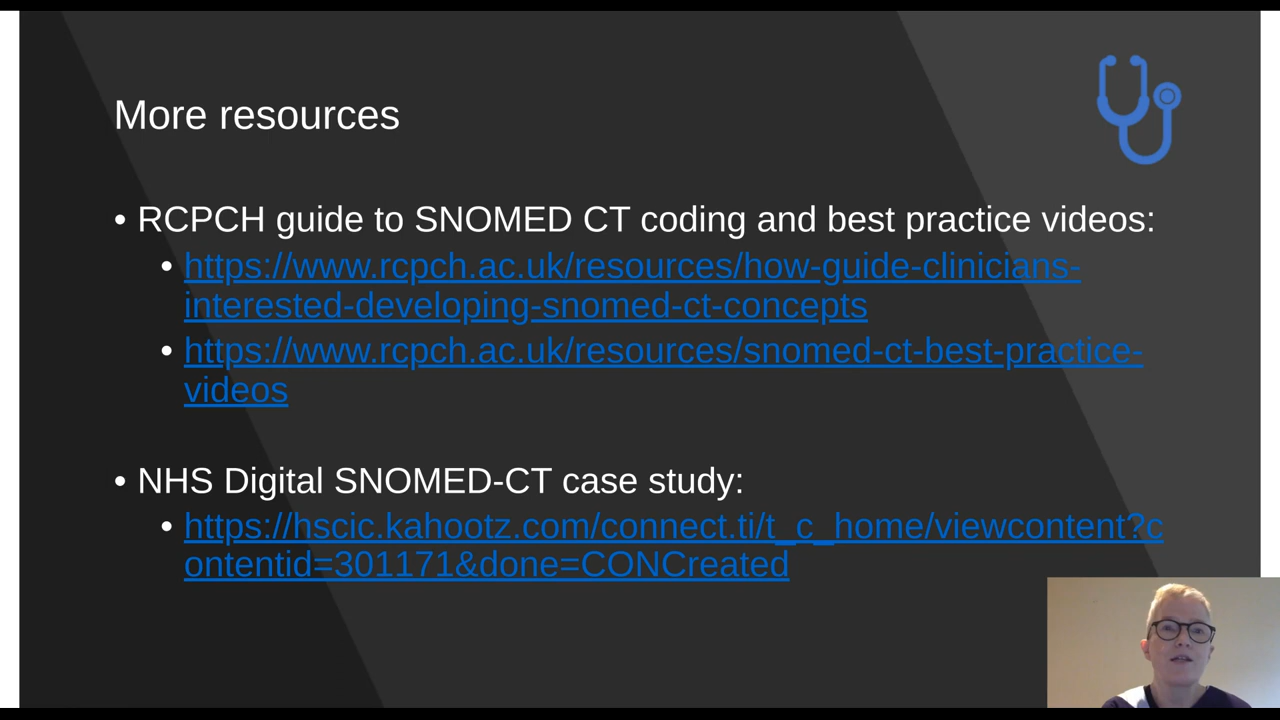 More resources
• RCPCH guide to SNOMED CT coding and best practice videos:
• https://www.rcpch.ac.uk/resources/how-guide-clinicians-
interested-developing-snomed-ct-concepts
• https://www.rcpch.ac.uk/resources/snomed-ct-best-practice-
videos
• NHS Digital SNOMED-CT case study:
• https://hscic.kahootz.com/connect.ti/t_c_home/viewcontent?c
ontentid=301171&done=CONCreated